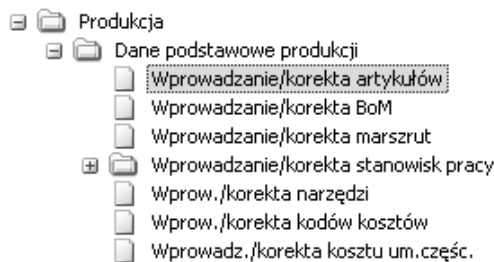 Produkcja
Dane podstawowe produkcji
Wprowadzanie/korekta artykułów
Wprowadzanie/korekta BoM
Wprowadzanie/korekta marszrut
Wprowadzanie/korekta stanowisk pracy
Wprow./korekta narzędzi
Wprow./korekta kodów kosztów
Wprowadz./korekta kosztu um.częśc.